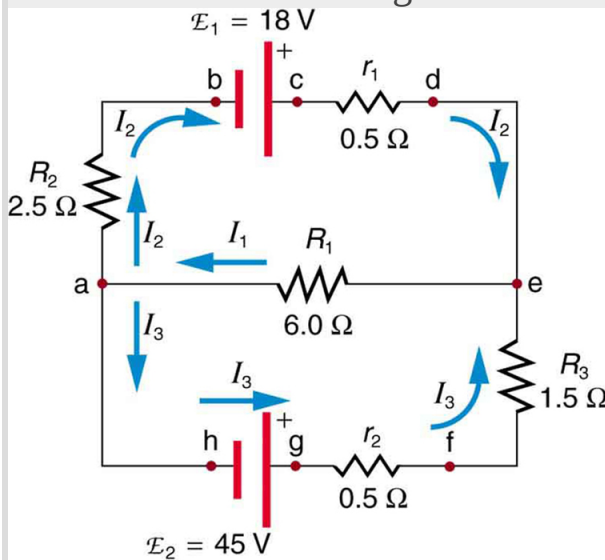 ℰ₁ = 18 V
+
b
c
r₁
d
I₂
0.5 Ω
I₂
R₂
2.5 Ω
I₂
I₁
R₁
a
e
6.0 Ω
I₃
I₃
R₃
1.5 Ω
I₃
+
h
g
r₂
f
0.5 Ω
ℰ₂ = 45 V